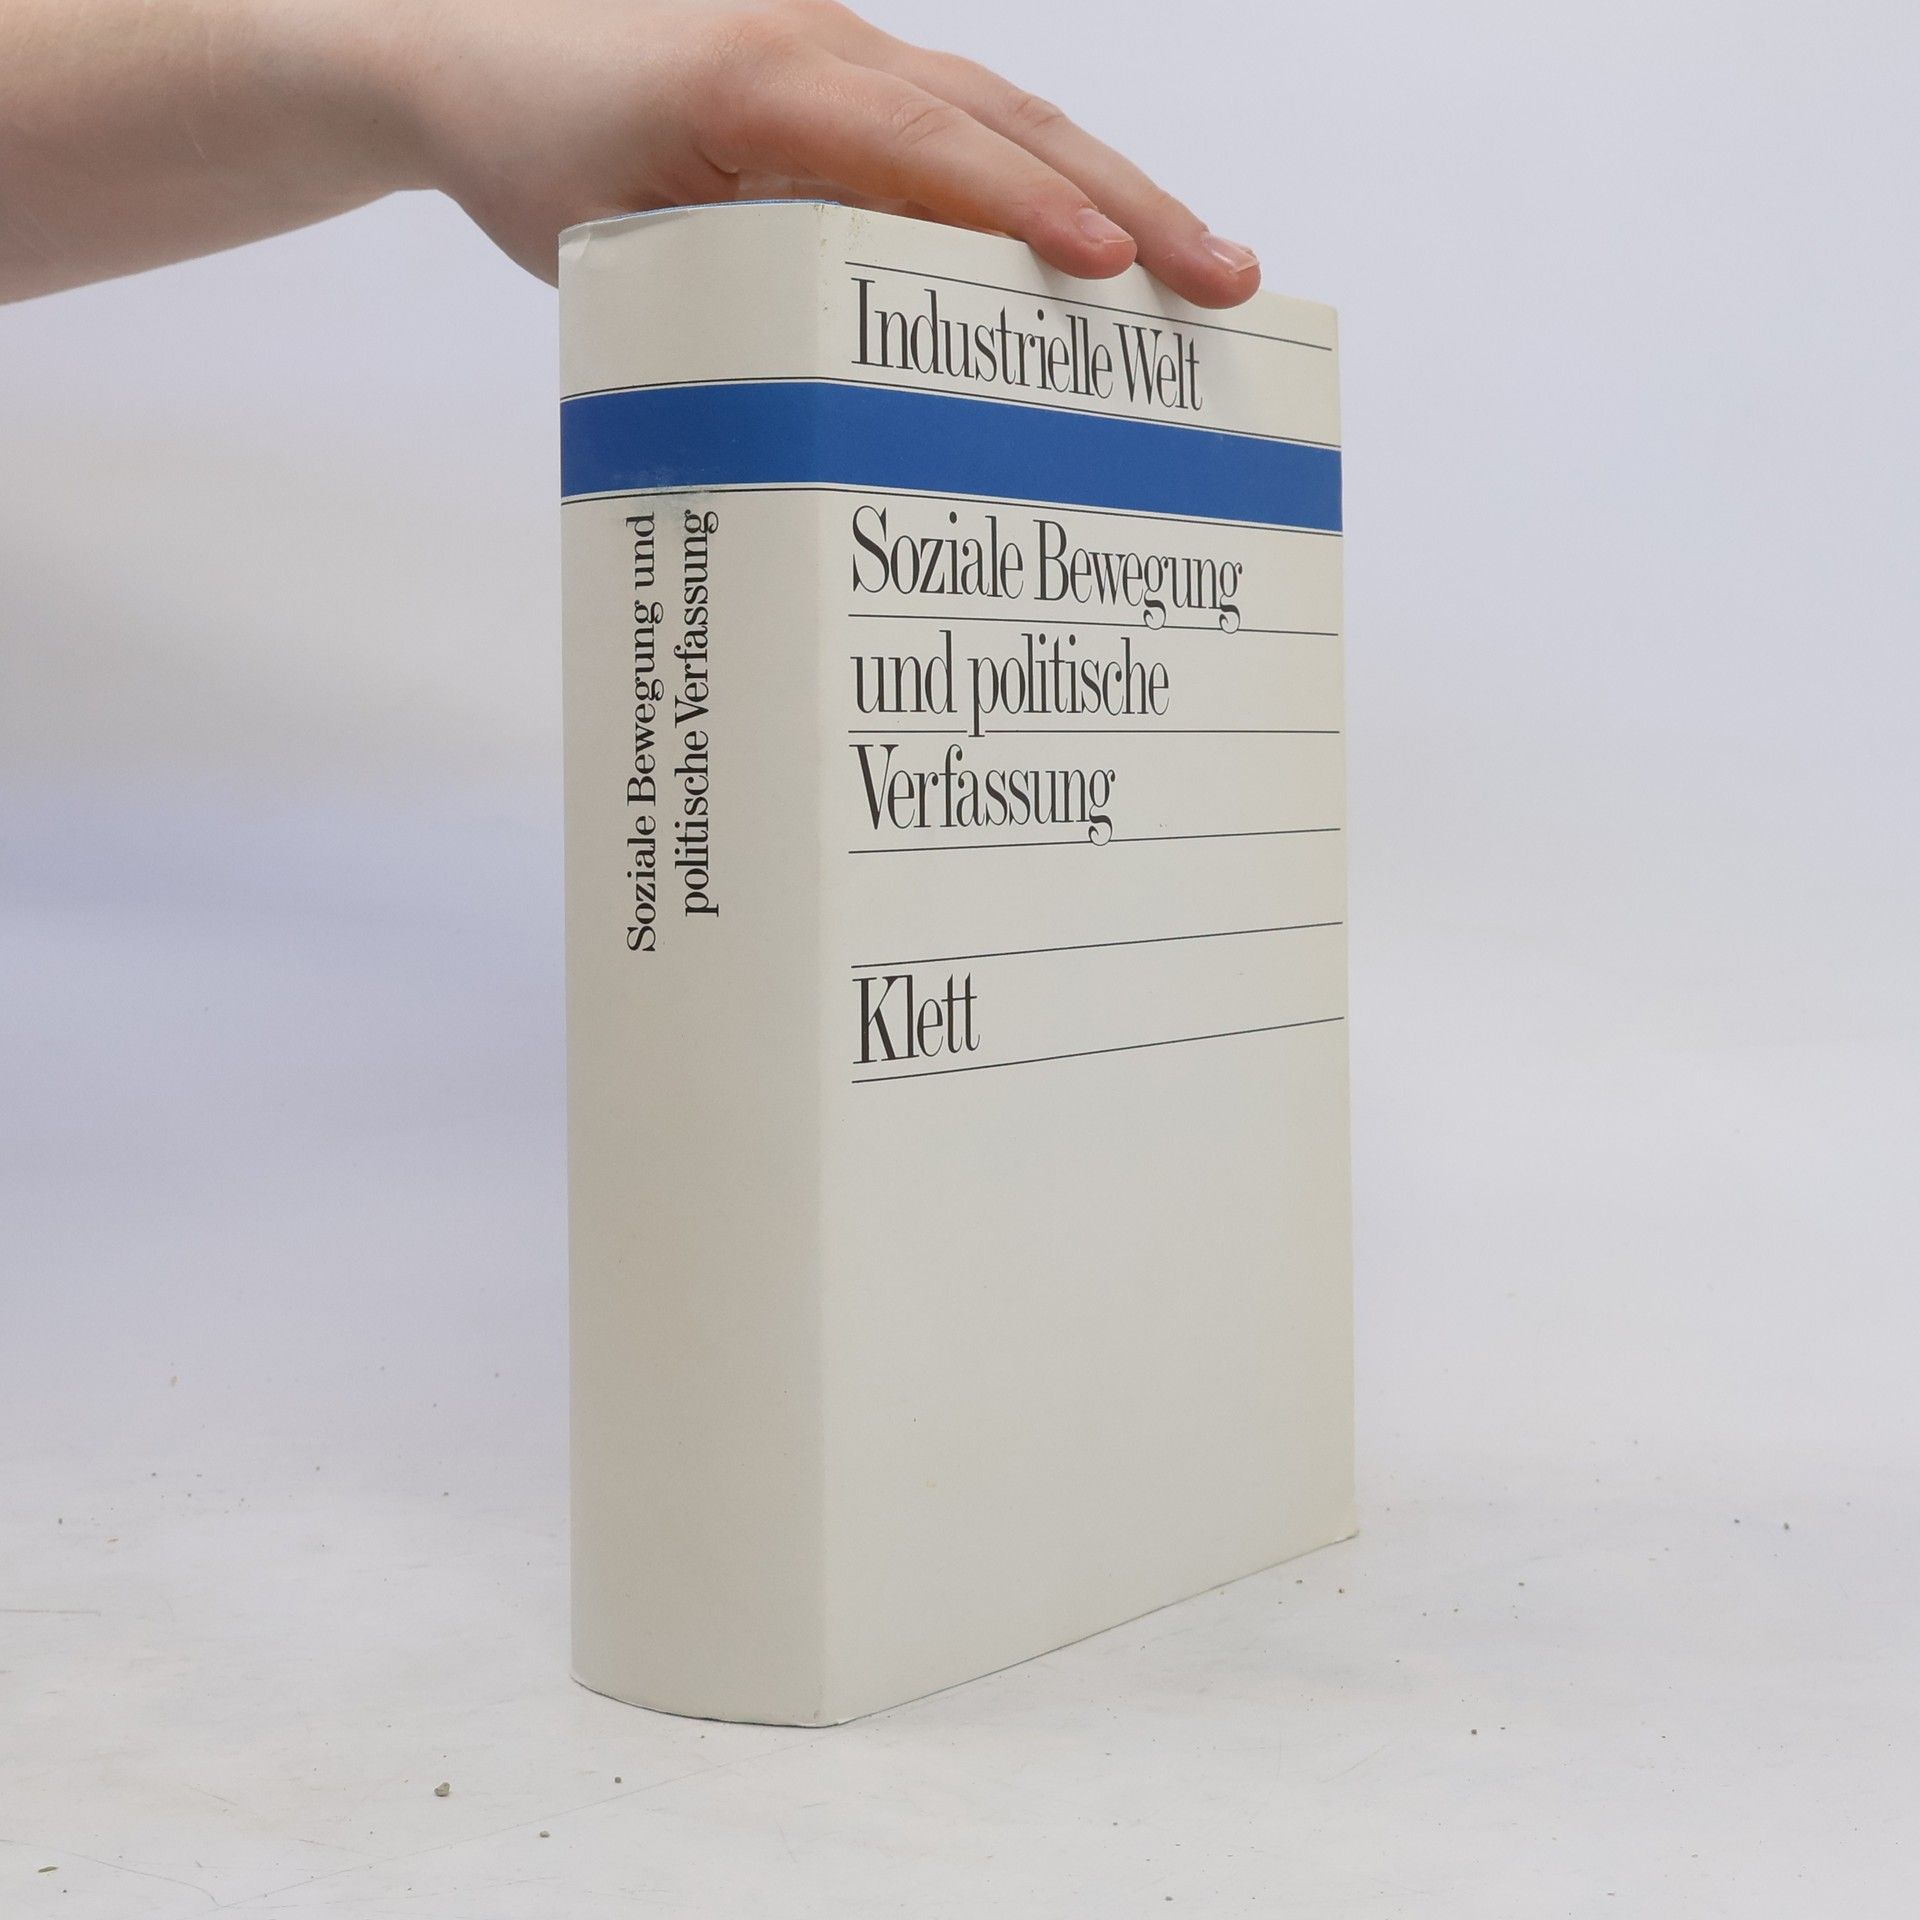 Industrielle Welt
Soziale Bewegung
und politische
Verfassung
Klett
Soziale Bewegung und
politische Verfassung